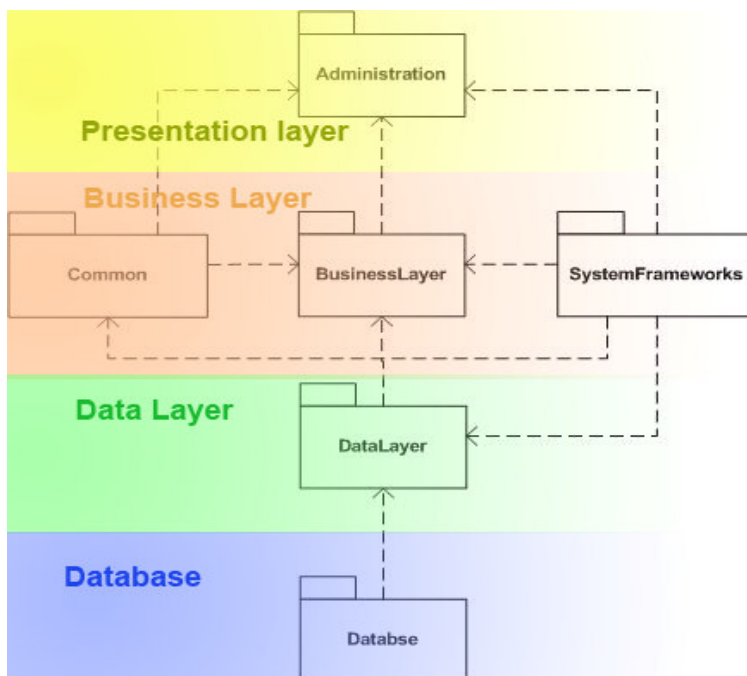 Administration
Presentation layer
Business Layer
Common
BusinessLayer
SystemFrameworks
Data Layer
DataLayer
Database
Databse